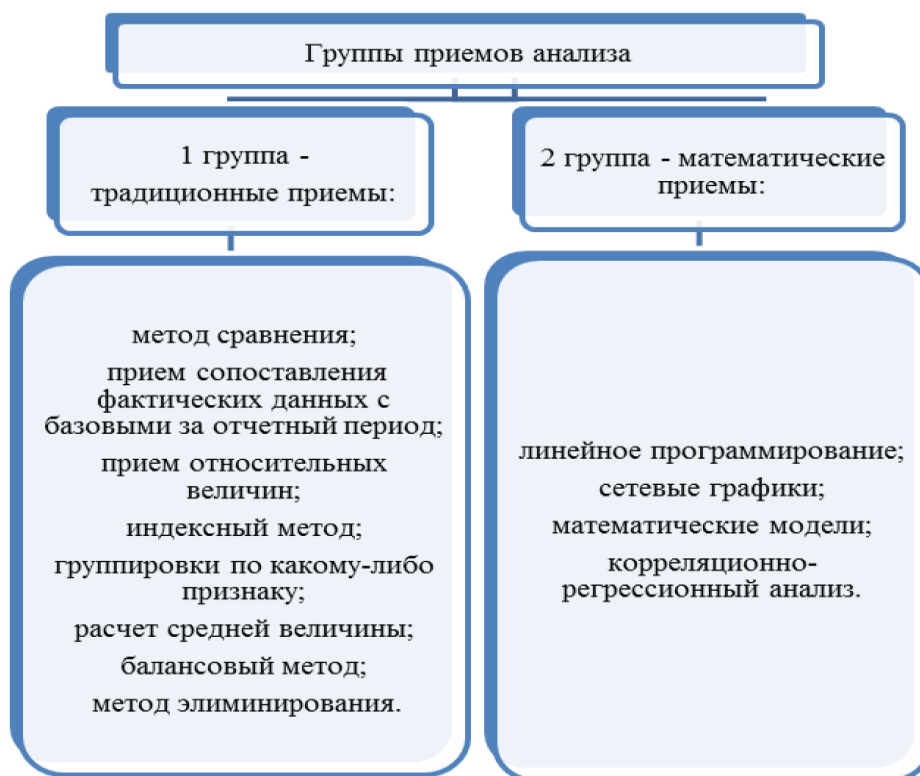 Группы приемов анализа
1 группа -
традиционные приемы:
2 группа - математические
приемы:
метод сравнения;
прием сопоставления
фактических данных с
базовыми за отчетный период;
прием относительных
величин;
индексный метод;
группировки по какому-либо
признаку;
расчет средней величины;
балансовый метод;
метод элиминирования.
линейное программирование;
сетевые графики;
математические модели;
корреляционно-
регрессионный анализ.